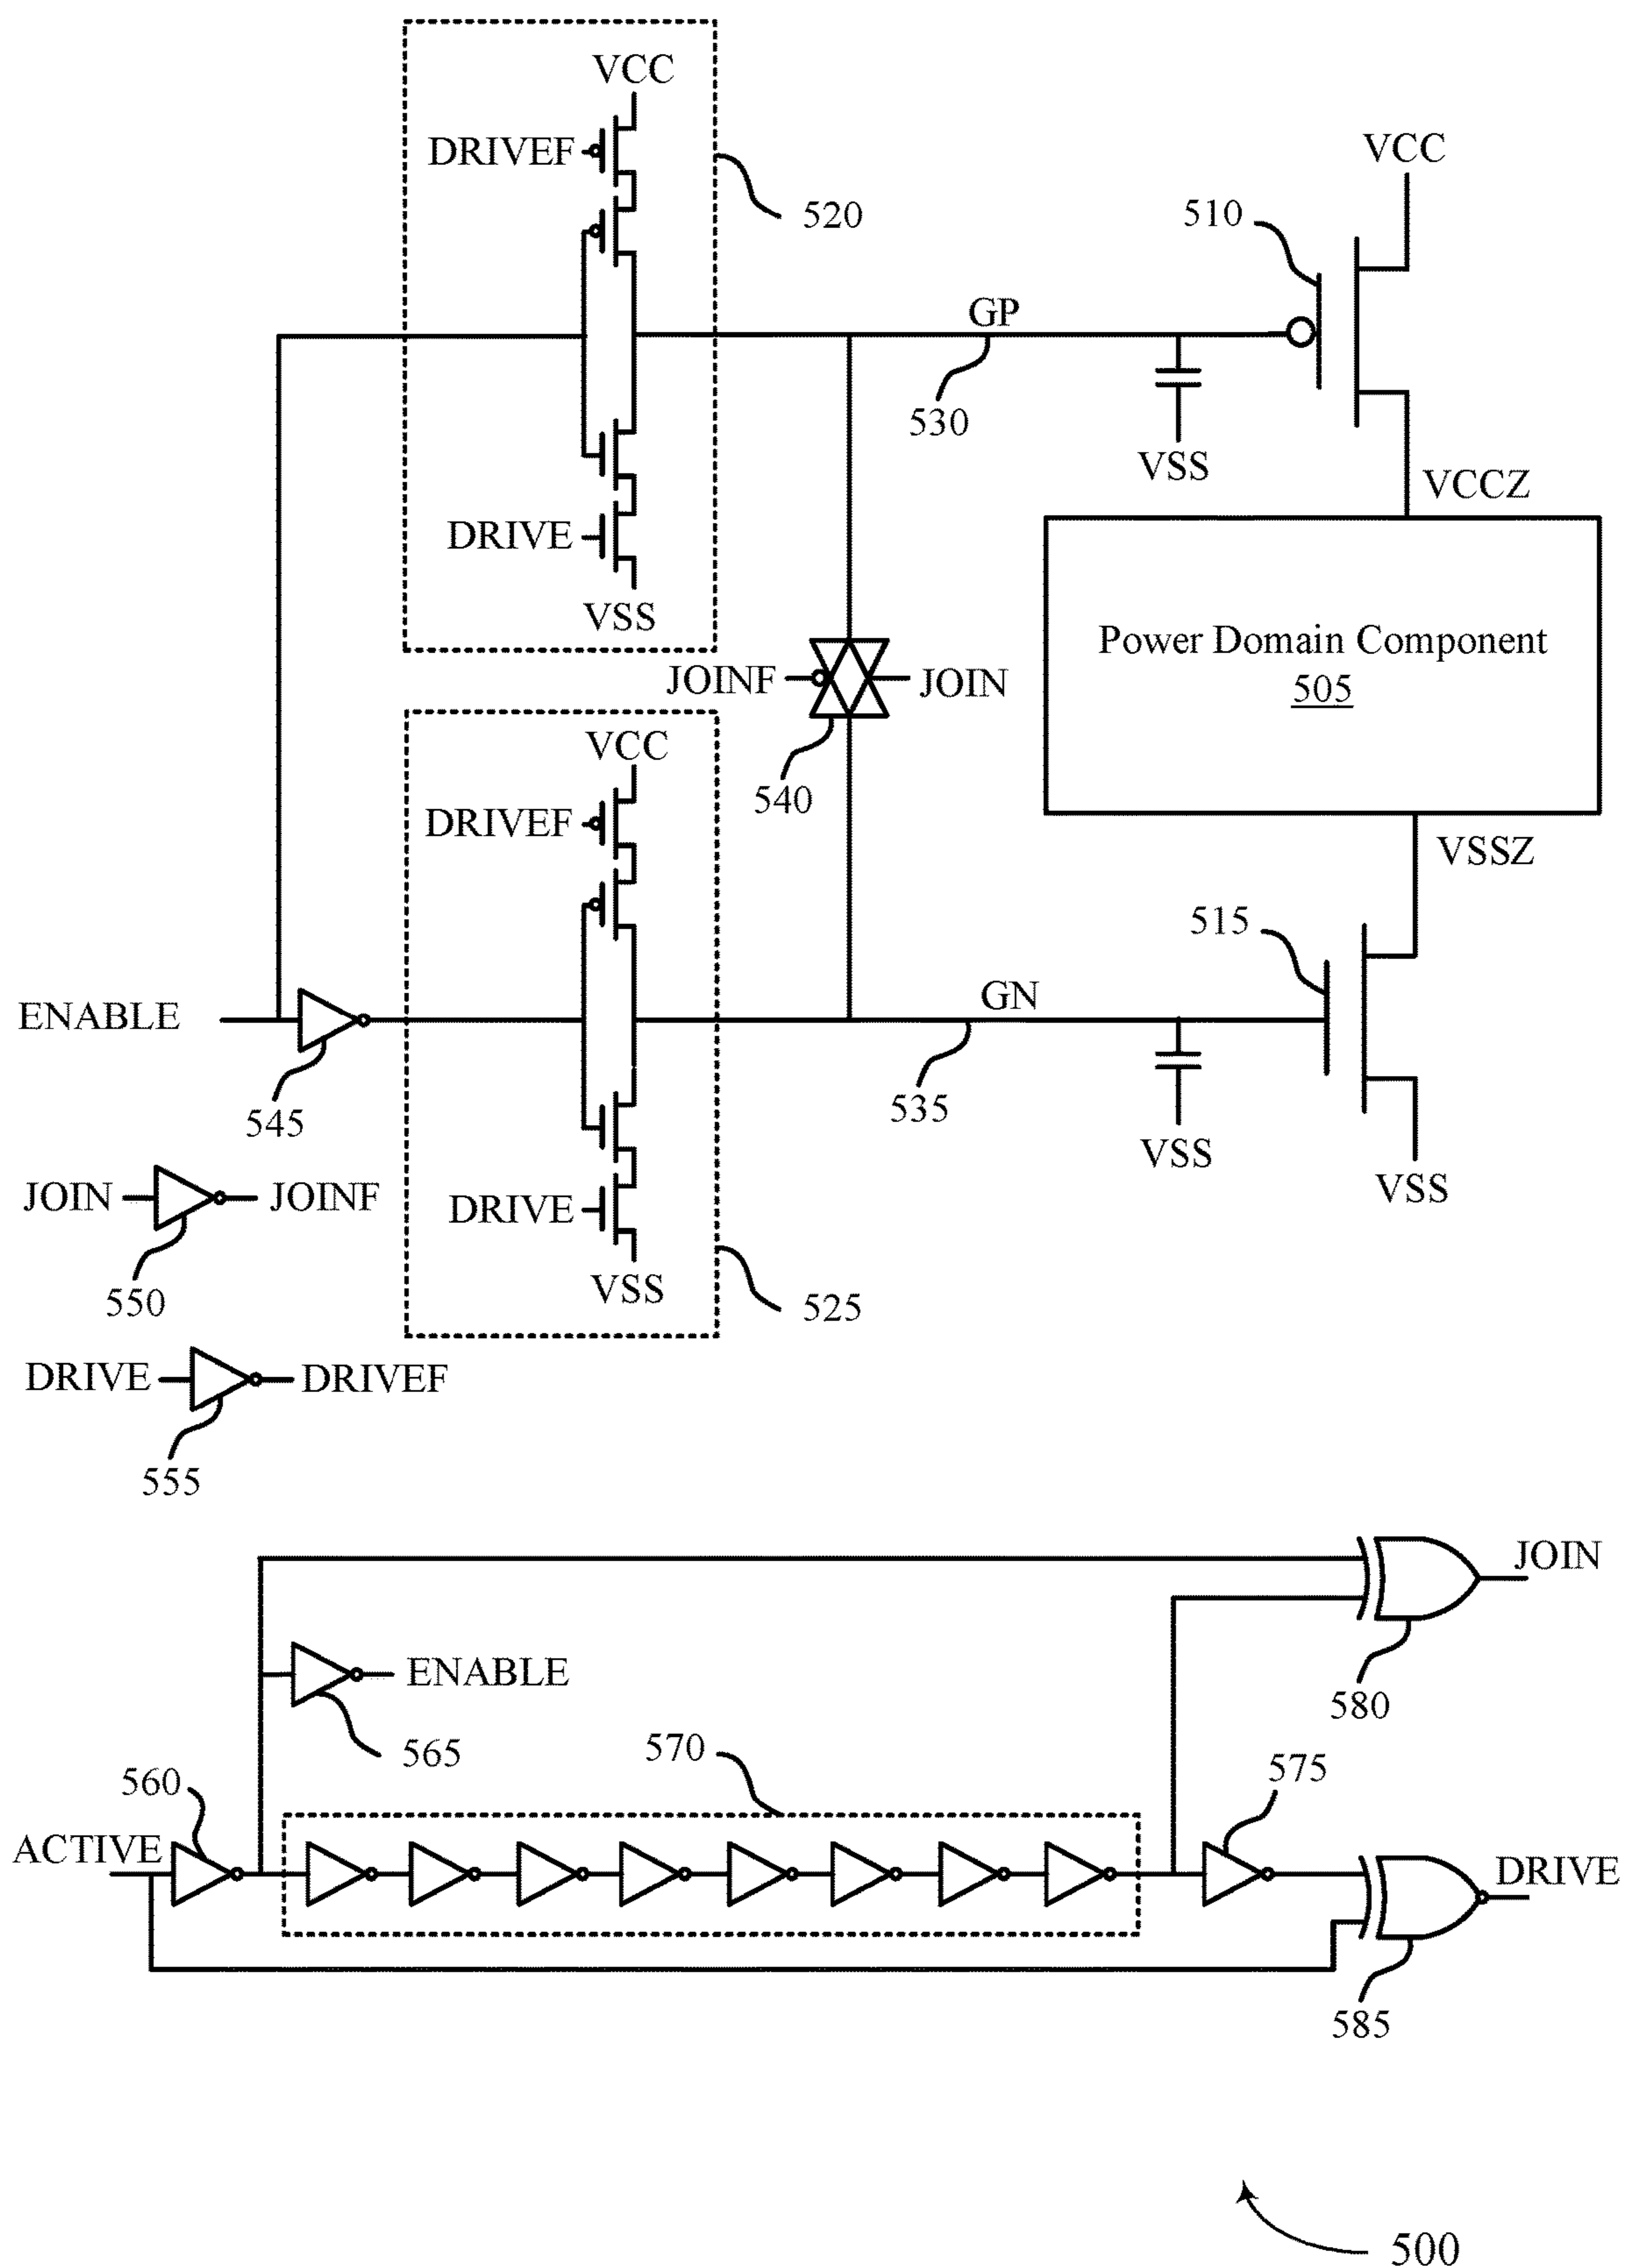 VCC
DRIVEF
520
VCC
510
GP
530
VSS
VCCZ
DRIVE
VSS
Power Domain Component
505
JOINF
JOIN
540
VCC
DRIVEF
VSSZ
515
ENABLE
GN
545
535
VSS
VSS
JOIN
JOINF
DRIVE
550
VSS
525
DRIVE
DRIVEF
555
JOIN
ENABLE
580
565
570
575
560
ACTIVE
DRIVE
585
500